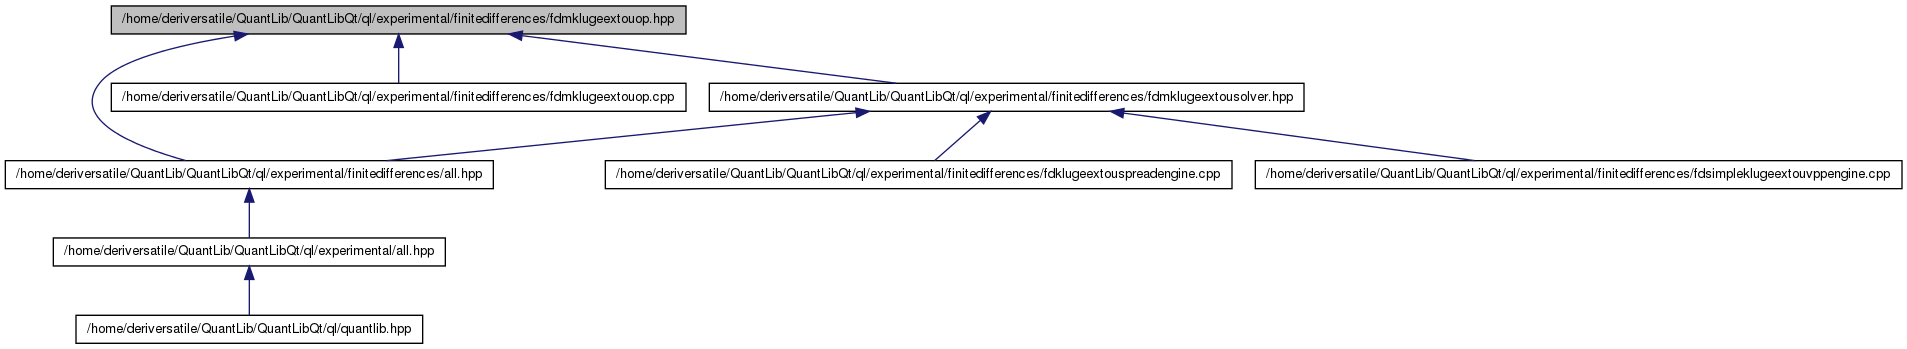 /home/deriversatile/QuantLib/QuantLibQt/ql/experimental/finitedifferences/fdmklugeextouop.hpp
/home/deriversatile/QuantLib/QuantLibQt/ql/experimental/finitedifferences/fdmklugeextouop.cpp
/home/deriversatile/QuantLib/QuantLibQt/ql/experimental/finitedifferences/fdmklugeextousolver.hpp
/home/deriversatile/QuantLib/QuantLibQt/ql/experimental/finitedifferences/all.hpp
/home/deriversatile/QuantLib/QuantLibQt/ql/experimental/finitedifferences/fdklugeextouspreadengine.cpp
/home/deriversatile/QuantLib/QuantLibQt/ql/experimental/finitedifferences/fdsimpleklugeextouvppengine.cpp
/home/deriversatile/QuantLib/QuantLibQt/ql/experimental/all.hpp
/home/deriversatile/QuantLib/QuantLibQt/ql/quantlib.hpp